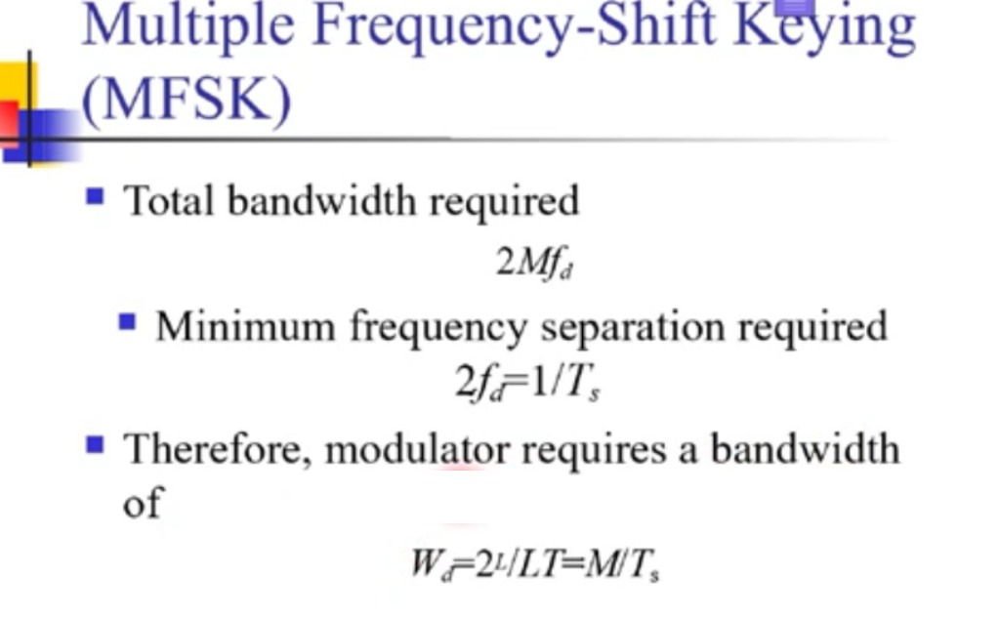 Multiple Frequency-Shift Keying
(MFSK)
Total bandwidth required
2Mf_d
Minimum frequency separation required
2f_d=1/T_s
Therefore, modulator requires a bandwidth
of
W_d=2^L/LT=M/T_s